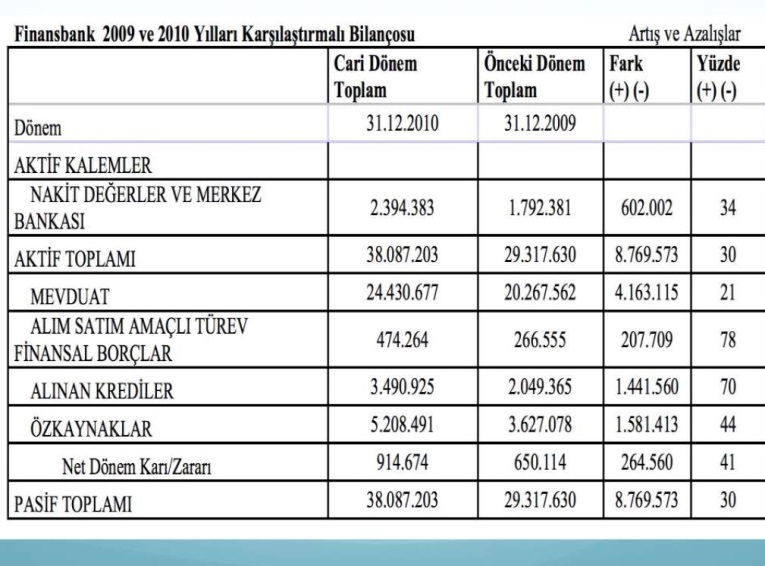 Finansbank 2009 ve 2010 Yılları Karşılaştırmalı Bilançosu Artış ve Azalışlar
Cari Dönem Önceki Dönem Fark Yüzde
Toplam Toplam (+) (-) (+) (-)
Dönem 31.12.2010 31.12.2009
AKTİF KALEMLER
NAKİT DEĞERLER VE MERKEZ
BANKASI 2.394.383 1.792.381 602.002 34
AKTİF TOPLAMI 38.087.203 29.317.630 8.769.573 30
MEVDUAT 24.430.677 20.267.562 4.163.115 21
ALIM SATIM AMAÇLI TÜREV
FİNANSAL BORÇLAR 474.264 266.555 207.709 78
ALINAN KREDİLER 3.490.925 2.049.365 1.441.560 70
ÖZKAYNAKLAR 5.208.491 3.627.078 1.581.413 44
Net Dönem Karı/Zararı 914.674 650.114 264.560 41
PASİF TOPLAMI 38.087.203 29.317.630 8.769.573 30